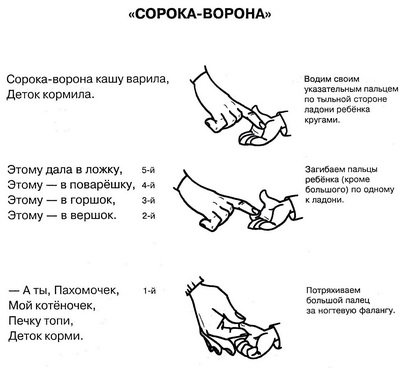 «СОРОКА-ВОРОНА»
Сорока-ворона кашу варила,
Деток кормила.
Водим своим
указательным пальцем
по тыльной стороне
ладони ребёнка
кругами.
Этому дала в ложку, 5-й
Этому — в поварёшку, 4-й
Этому — в горшок, 3-й
Этому — в вершок. 2-й
Загибаем пальцы
ребёнка (кроме
большого) по одному
к ладони.
— А ты, Пахомочек, 1-й
Мой котёночек,
Печку топи,
Деток корми.
Потряхиваем
большой палец
за ногтевую фалангу.